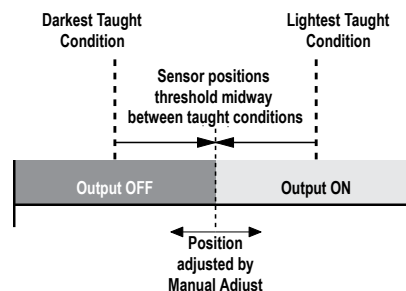 Darkest Taught
Condition
Lightest Taught
Condition
Sensor positions
threshold midway
between taught conditions
Output OFF
Output ON
Position
adjusted by
Manual Adjust